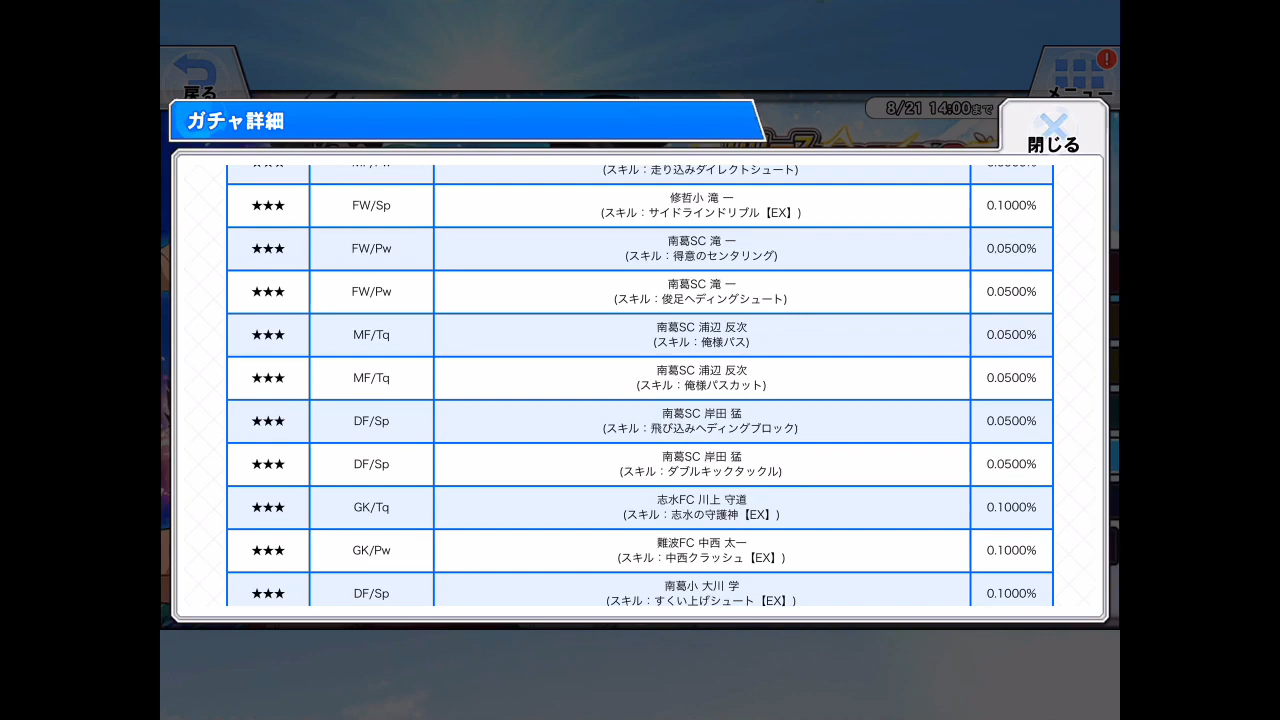 戻る
メニュー
8/21 14:00まで
ガチャ詳細
閉じる
(スキル：走り込みダイレクトシュート)
★★★ FW/Sp 修哲小 滝 一 0.1000%
(スキル：サイドラインドリブル【EX】)
★★★ FW/Pw 南葛SC 滝 一 0.0500%
(スキル：得意のセンタリング)
★★★ FW/Pw 南葛SC 滝 一 0.0500%
(スキル：俊足ヘディングシュート)
★★★ MF/Tq 南葛SC 浦辺 反次 0.0500%
(スキル：俺様パス)
★★★ MF/Tq 南葛SC 浦辺 反次 0.0500%
(スキル：俺様パスカット)
★★★ DF/Sp 南葛SC 岸田 猛 0.0500%
(スキル：飛び込みヘディングブロック)
★★★ DF/Sp 南葛SC 岸田 猛 0.0500%
(スキル：ダブルキックタックル)
★★★ GK/Tq 志水FC 川上 守道 0.1000%
(スキル：志水の守護神【EX】)
★★★ GK/Pw 難波FC 中西 太一 0.1000%
(スキル：中西クラッシュ【EX】)
★★★ DF/Sp 南葛小 大川 学 0.1000%
(スキル：すくい上げシュート【EX】)